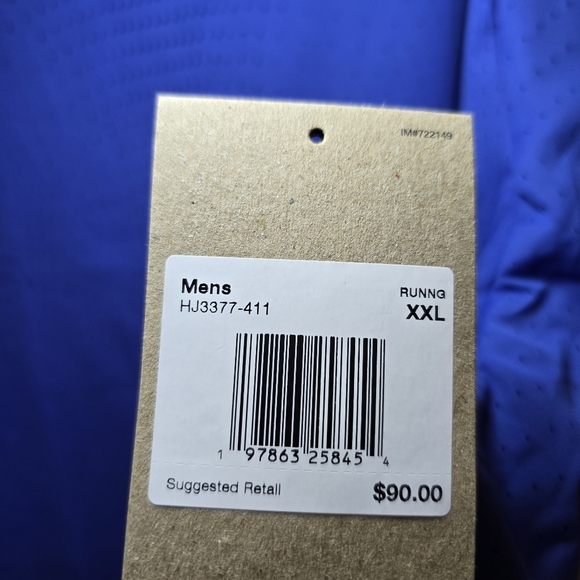 IM#722149
Mens
HJ3377-411
RUNNG
XXL
1 97863 25845 4
Suggested Retail
$90.00